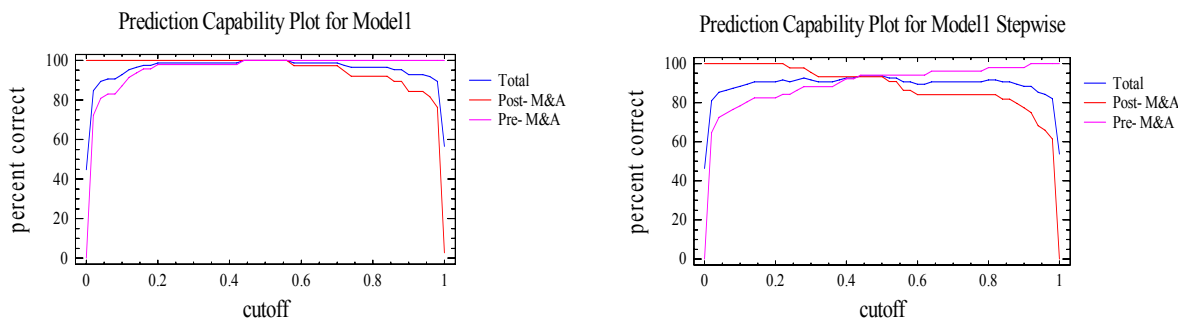 Prediction Capability Plot for Model1
percent correct
100
80
60
40
20
0
0 0.2 0.4 0.6 0.8 1
cutoff
Total
Post- M&A
Pre- M&A
Prediction Capability Plot for Model1 Stepwise
percent correct
100
80
60
40
20
0
0 0.2 0.4 0.6 0.8 1
cutoff
Total
Post- M&A
Pre- M&A